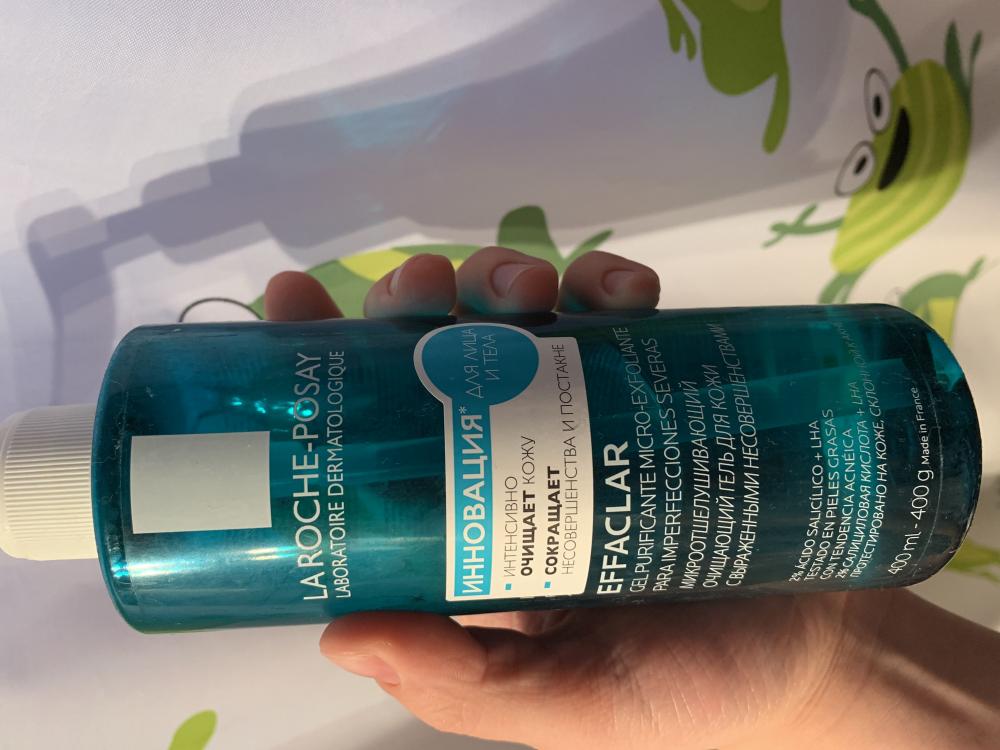 LA ROCHE-POSAY
LABORATOIRE DERMATOLOGIQUE
ИННОВАЦИЯ*
ДЛЯ ЛИЦА
И ТЕЛА
ИНТЕНСИВНО
ОЧИЩАЕТ КОЖУ
СОКРАЩАЕТ
НЕСОВЕРШЕНСТВА И ПОСТАКНЕ
EFFACLAR
GEL PURIFICANTE MICRO-EXFOLIANTE
PARA IMPERFECCIONES SEVERAS
МИКРООТШЕЛУШИВАЮЩИЙ
ОЧИЩАЮЩИЙ ГЕЛЬ ДЛЯ КОЖИ
С ВЫРАЖЕННЫМИ НЕСОВЕРШЕНСТВАМИ
2% ÁCIDO SALICÍLICO + LHA
TESTADO EN PIELES GRASAS
CON TENDENCIA ACNÉICA
2% САЛИЦИЛОВАЯ КИСЛОТА + LHA
ПРОТЕСТИРОВАНО НА КОЖЕ, СКЛОННОЙ К АКНЕ
400 ml - 400 g Made in France